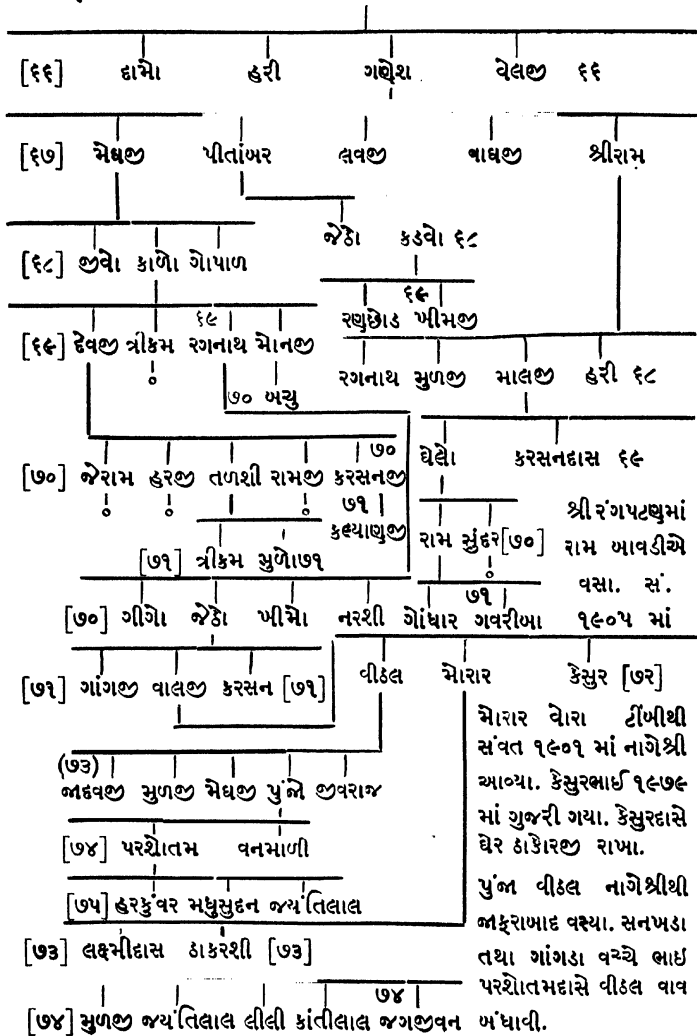 [૬૬] દામો હરી ગણેશ વેલજી ૬૬
[૬૭] મેઘજી પીતાંબર લવજી વાઘજી શ્રીરામ
જેઠો કડવો ૬૮
[૬૮] જીવો કાળો ગોપાળ
૬૯
રણછોડ ખીમજી
૬૯
[૬૯] દેવજી ત્રીકમ રગનાથ મોનજી
રગનાથ મુળજી માલજી હરી ૬૮
૭૦ બચુ
૭૦
ઘેલો કરસનદાસ ૬૯
[૭૦] જેરામ હરજી તળશી રામજી કરસનજી
૭૧
કલ્યાણજી
શ્રીરંગપટણમાં
રામ સુંદર [૭૦] રામ બાવડીએ
[૭૧] ત્રીકમ સુળો ૭૧
૭૧
વસા. સં.
[૭૦] ગીગો જેઠો ખીમો નરશી ગોંધાર ગવરીબા ૧૯૦૫ માં
[૭૧] ગાંગજી વાલજી કરસન [૭૧] વીઠલ મોરાર કેસુર [૭૨]
મોરાર વોરા ટીંબીથી
સંવત ૧૯૦૧ માં નાગેશ્રી
આવ્યા. કેસુરભાઈ ૧૯૭૯
માં ગુજરી ગયા. કેસુરદાસે
ઘેર ઠાકોરજી રાખા.
(૭૩)
જાદવજી મુળજી મેઘજી પુંજો જીવરાજ
[૭૪] પરશોતમ વનમાળી
[૭૫] હરકુંવર મધુસુદન જયંતિલાલ
પુંજા વીઠલ નાગેશ્રીથી
જાફરાબાદ વસ્યા. સનખડા
તથા ગાંગડા વચ્ચે ભાઈ
પરશોતમદાસે વીઠલ વાવ
બંધાવી.
[૭૩] લક્ષ્મીદાસ ઠાકરશી [૭૩]
૭૪
[૭૪] મુળજી જયંતિલાલ લીલી કાંતીલાલ જગજીવન